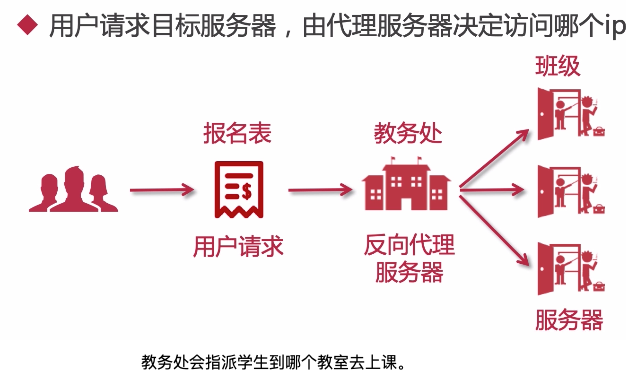 用户请求目标服务器，由代理服务器决定访问哪个ip
班级
报名表
教务处
用户请求
反向代理
服务器
服务器
教务处会指派学生到哪个教室去上课。